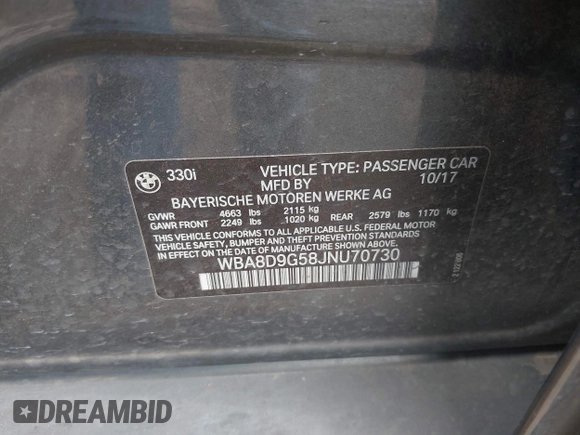 330i VEHICLE TYPE: PASSENGER CAR
MFD BY 10/17
BAYERISCHE MOTOREN WERKE AG
GVWR 4663 lbs 2115 kg
GAWR FRONT 2249 lbs 1020 kg REAR 2579 lbs 1170 kg
THIS VEHICLE CONFORMS TO ALL APPLICABLE U.S. FEDERAL MOTOR
VEHICLE SAFETY, BUMPER AND THEFT PREVENTION STANDARDS
IN EFFECT ON THE DATE OF MANUFACTURE SHOWN ABOVE.
WBA8D9G58JNU70730
DREAMBID